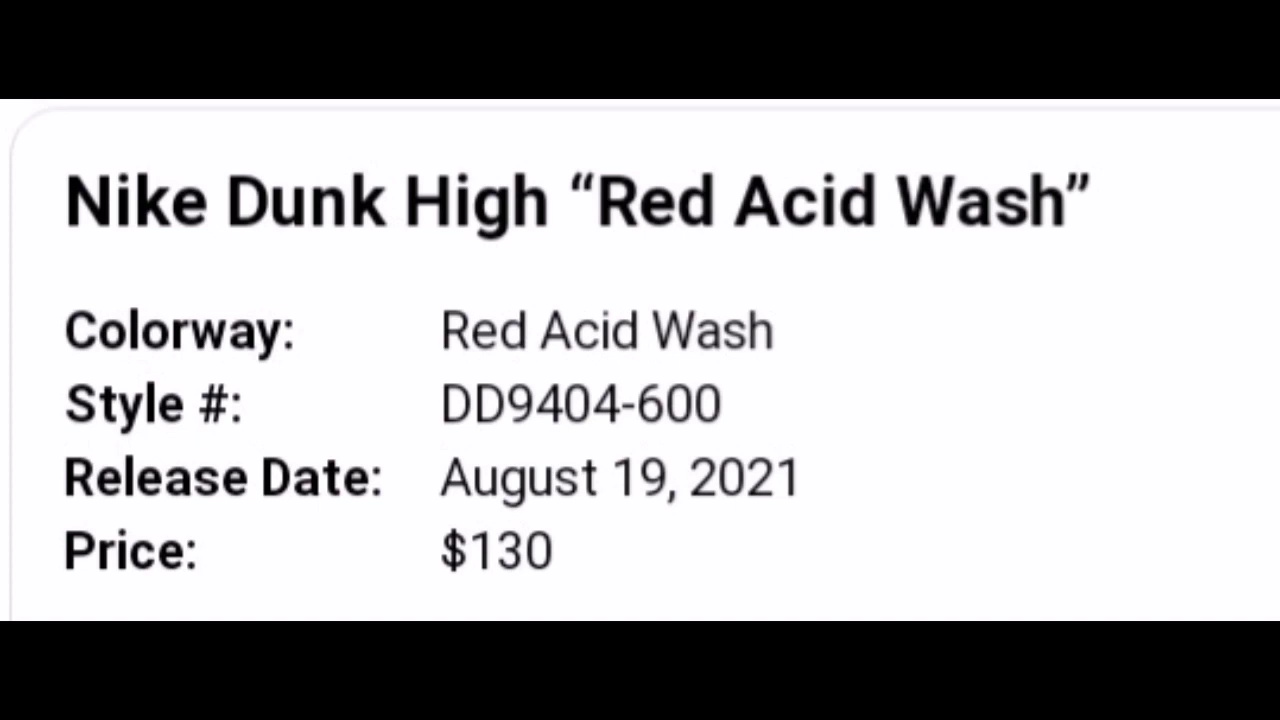 Nike Dunk High “Red Acid Wash”
Colorway: Red Acid Wash
Style #: DD9404-600
Release Date: August 19, 2021
Price: $130